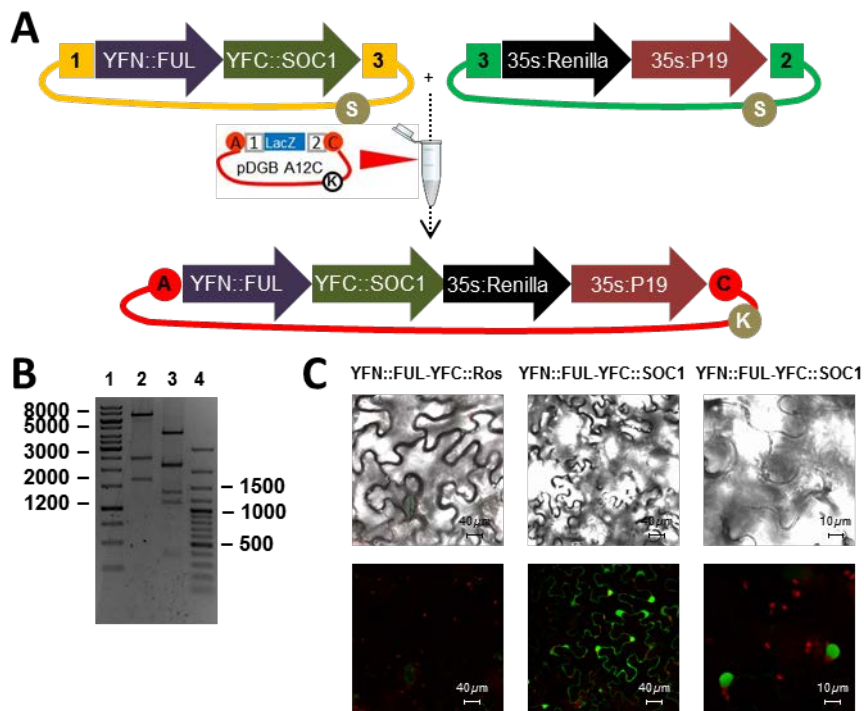 A
1 YFN::FUL YFC::SOC1 3
+
3 35s:Renilla 35s:P19 2
S
S
A 1 LacZ 2 C
pDGB A12C
K
A YFN::FUL YFC::SOC1 35s:Renilla 35s:P19 C
K
B
1 2 3 4
8000 –
5000 –
3000 –
2000 –
1200 –
– 1500
– 1000
– 500
C
YFN::FUL-YFC::Ros YFN::FUL-YFC::SOC1 YFN::FUL-YFC::SOC1
40µm 40µm 10µm
40µm 40µm 10µm